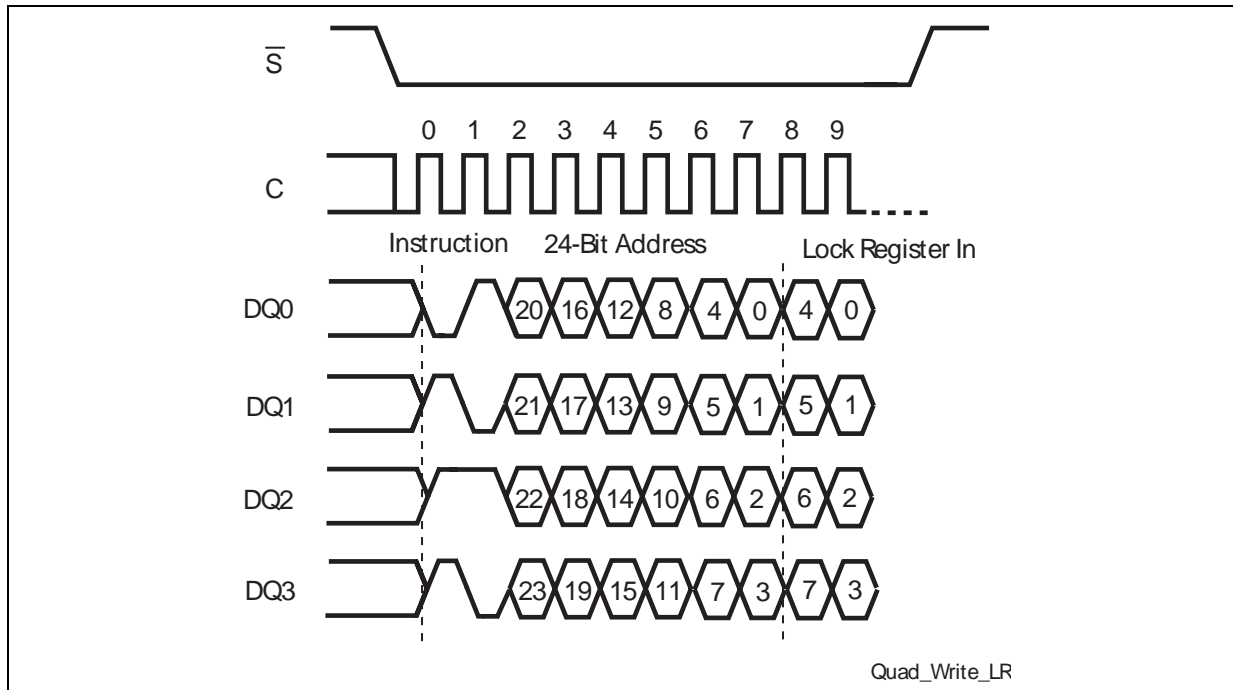 S
0 1 2 3 4 5 6 7 8 9
C
Instruction 24-Bit Address Lock Register In
DQ0 20 16 12 8 4 0 4 0
DQ1 21 17 13 9 5 1 5 1
DQ2 22 18 14 10 6 2 6 2
DQ3 23 19 15 11 7 3 7 3
Quad_Write_LR